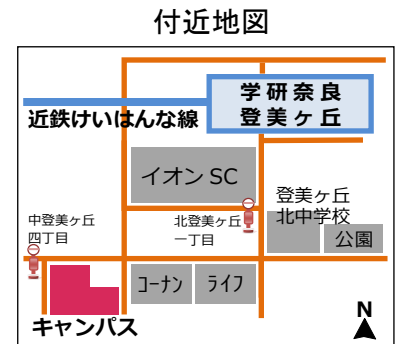 付近地図
学研奈良
登美ヶ丘
近鉄けいはんな線
イオン SC
登美ヶ丘
北中学校
公園
中登美ヶ丘
四丁目
北登美ヶ丘
一丁目
ｺｰﾅﾝ
ﾗｲﾌ
キャンパス
N